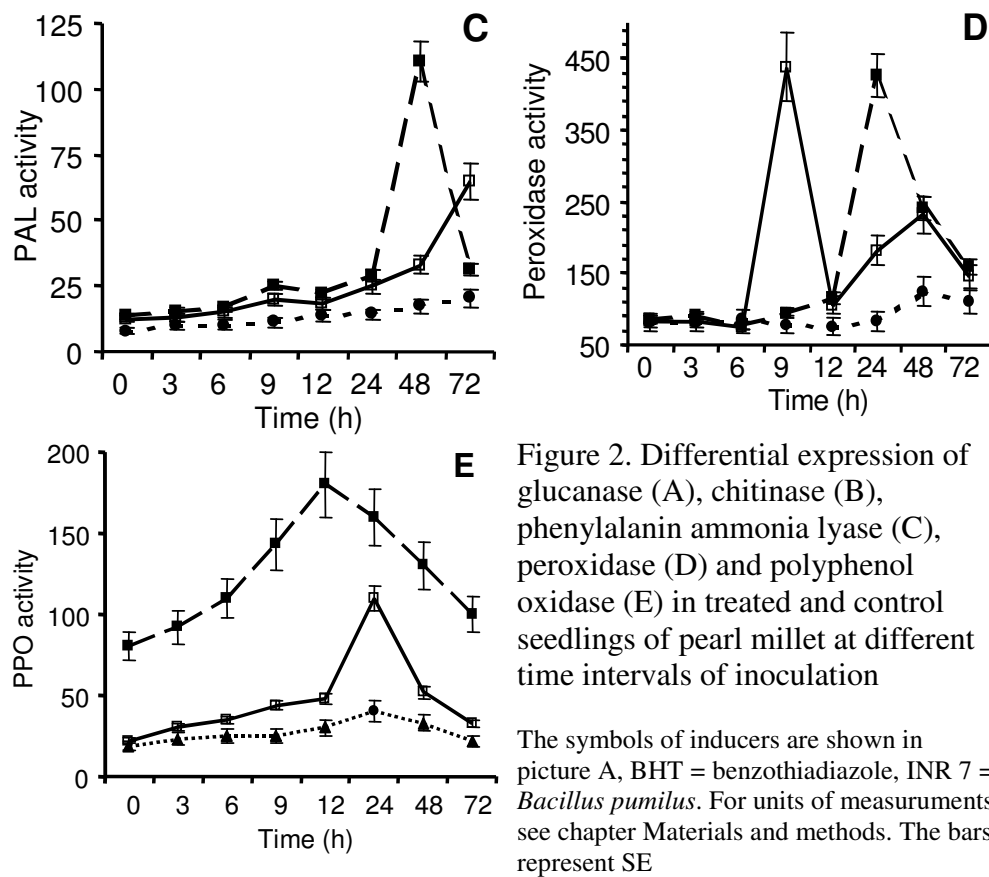 C
125
100
75
50
25
0
PAL activity
0 3 6 9 12 24 48 72
Time (h)
D
450
350
250
150
50
Peroxidase activity
0 3 6 9 12 24 48 72
Time (h)
E
200
150
100
50
0
PPO activity
0 3 6 9 12 24 48 72
Time (h)
Figure 2. Differential expression of
glucanase (A), chitinase (B),
phenylalanin ammonia lyase (C),
peroxidase (D) and polyphenol
oxidase (E) in treated and control
seedlings of pearl millet at different
time intervals of inoculation
The symbols of inducers are shown in
picture A, BHT = benzothiadiazole, INR 7 =
Bacillus pumilus. For units of measuruments
see chapter Materials and methods. The bars
represent SE